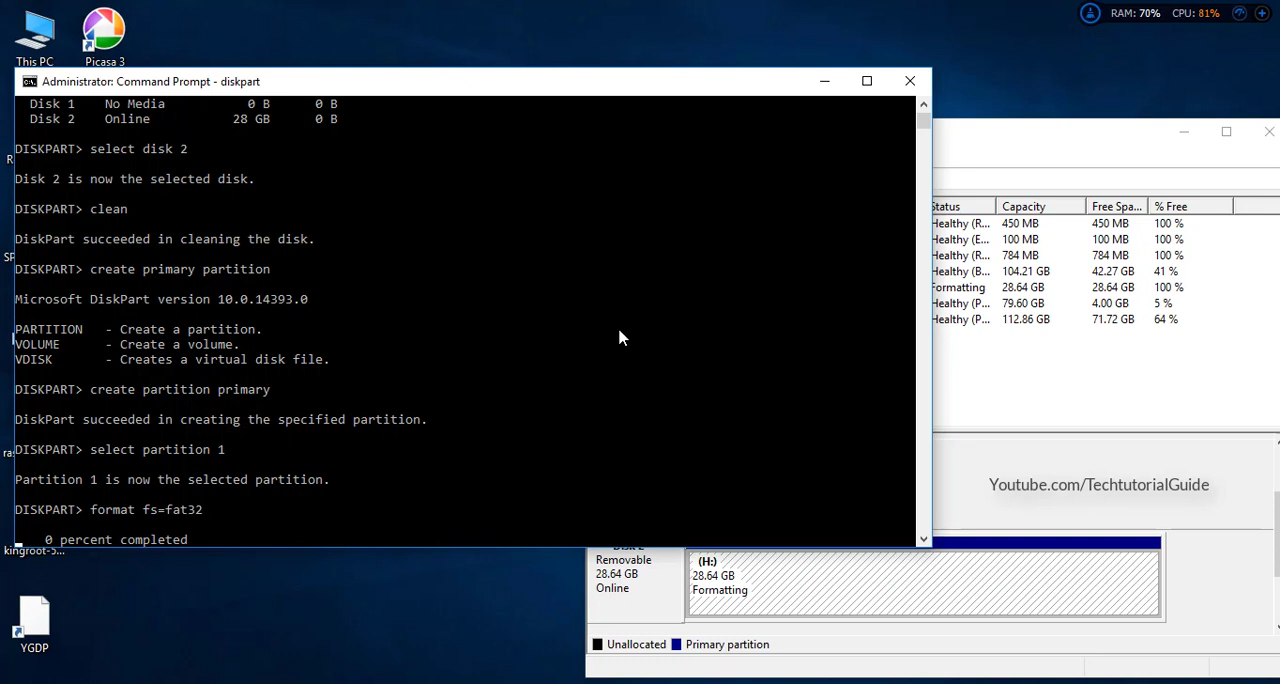 RAM: 70% CPU: 81%
This PC
Picasa 3
Administrator: Command Prompt - diskpart
Disk 1 No Media 0 B 0 B
Disk 2 Online 28 GB 0 B
DISKPART> select disk 2
Disk 2 is now the selected disk.
DISKPART> clean
DiskPart succeeded in cleaning the disk.
DISKPART> create primary partition
Microsoft DiskPart version 10.0.14393.0
PARTITION - Create a partition.
VOLUME - Create a volume.
VDISK - Creates a virtual disk file.
DISKPART> create partition primary
DiskPart succeeded in creating the specified partition.
DISKPART> select partition 1
Partition 1 is now the selected partition.
DISKPART> format fs=fat32
0 percent completed
Status Capacity Free Spa... % Free
Healthy (R... 450 MB 450 MB 100 %
Healthy (E... 100 MB 100 MB 100 %
Healthy (R... 784 MB 784 MB 100 %
Healthy (B... 104.21 GB 42.27 GB 41 %
Formatting 28.64 GB 28.64 GB 100 %
Healthy (P... 79.60 GB 4.00 GB 5 %
Healthy (P... 112.86 GB 71.72 GB 64 %
Youtube.com/TechtutorialGuide
Removable
28.64 GB
Online
(H:)
28.64 GB
Formatting
Unallocated Primary partition
kingroot-5...
YGDP